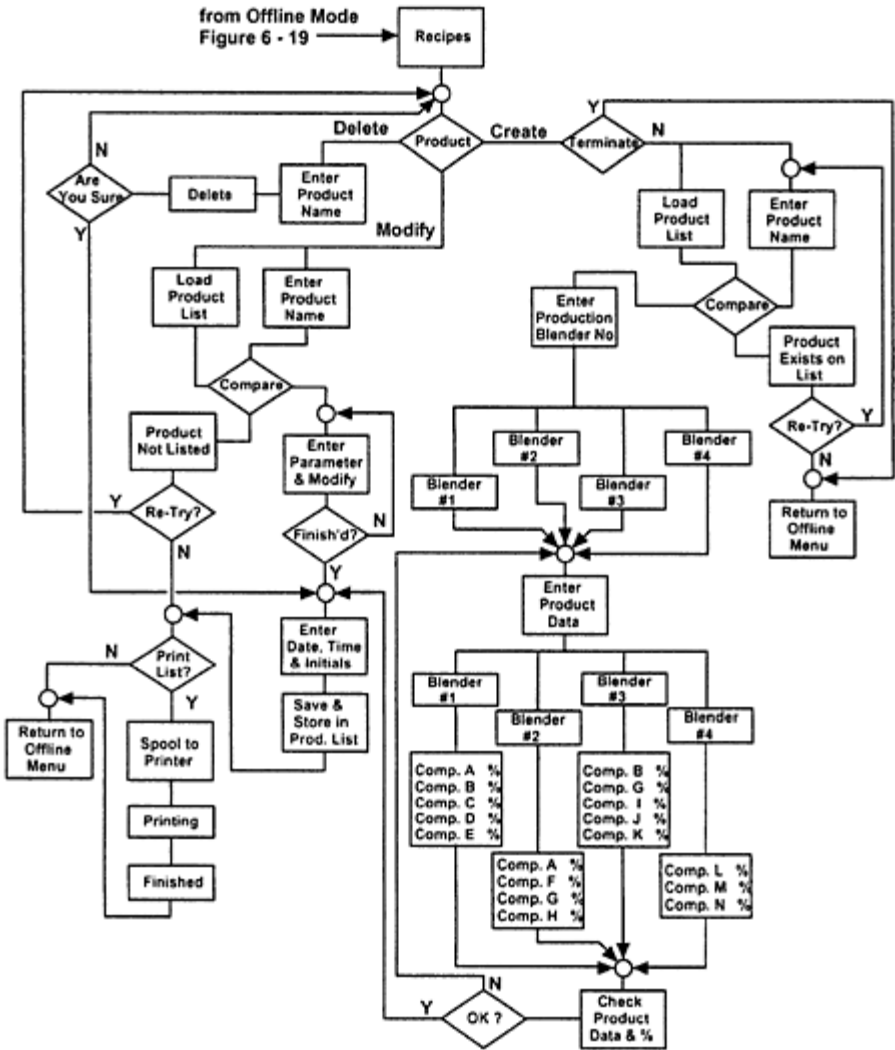 from Offline Mode
Figure 6 - 19
Recipes
Delete
Product
Create
Y
Terminate
N
N
Are
You Sure
Y
Delete
Enter
Product
Name
Modify
Load
Product
List
Enter
Product
Name
Load
Product
List
Enter
Product
Name
Compare
Enter
Production
Blender No
Compare
Product
Exists on
List
Re-Try?
Y
N
Return to
Offline
Menu
Product
Not Listed
Enter
Parameter
& Modify
Y
Re-Try?
N
Finish'd?
N
Y
Blender
#1
Blender
#2
Blender
#3
Blender
#4
Enter
Product
Data
Enter
Date, Time
& Initials
N
Print
List?
Y
Save &
Store in
Prod. List
Return to
Offline
Menu
Spool to
Printer
Printing
Finished
Blender
#1
Blender
#2
Blender
#3
Blender
#4
Comp. A %
Comp. B %
Comp. C %
Comp. D %
Comp. E %
Comp. A %
Comp. F %
Comp. G %
Comp. H %
Comp. B %
Comp. G %
Comp. I %
Comp. J %
Comp. K %
Comp. L %
Comp. M %
Comp. N %
Y
OK ?
N
Check
Product
Data & %